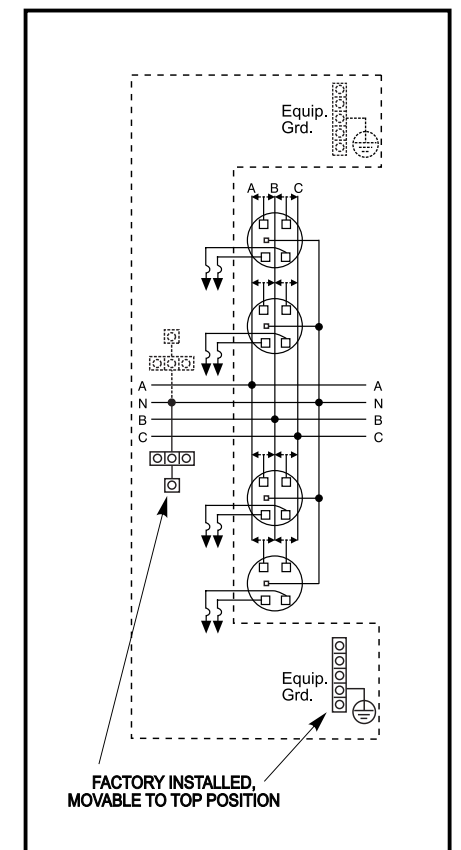 Equip.
Grd.
A B C
A A
N N
B B
C C
Equip.
Grd.
FACTORY INSTALLED,
MOVABLE TO TOP POSITION